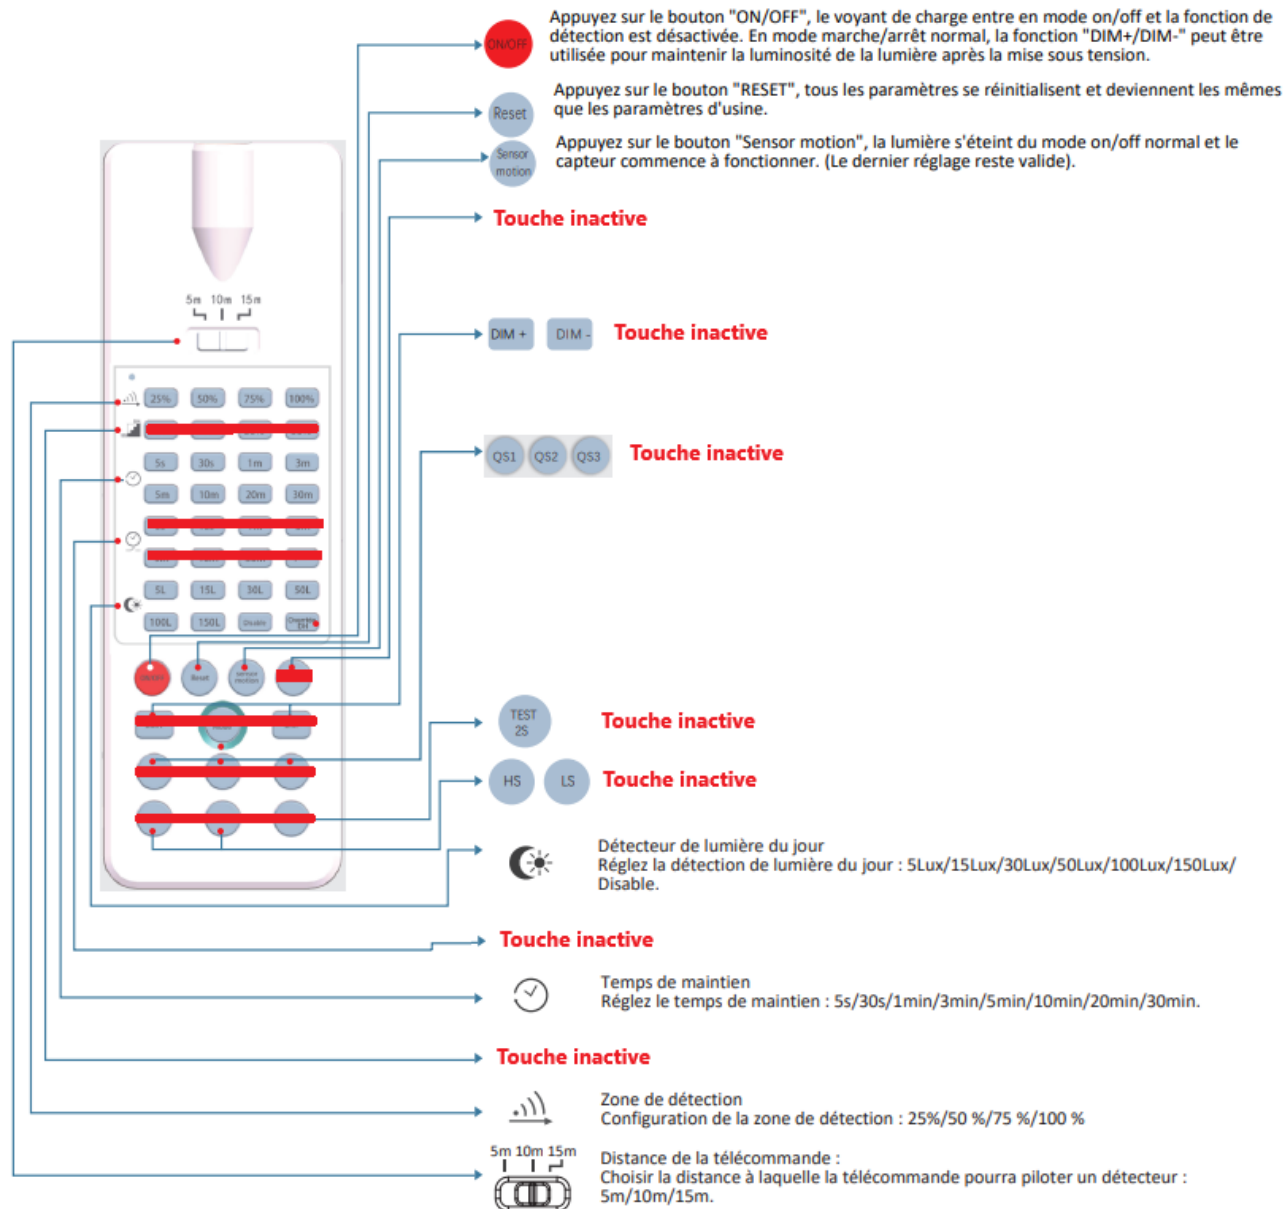 ON/OFF
Appuyez sur le bouton "ON/OFF", le voyant de charge entre en mode on/off et la fonction de
détection est désactivée. En mode marche/arrêt normal, la fonction "DIM+/DIM-" peut être
utilisée pour maintenir la luminosité de la lumière après la mise sous tension.
Reset
Appuyez sur le bouton "RESET", tous les paramètres se réinitialisent et deviennent les mêmes
que les paramètres d'usine.
Sensor
motion
Appuyez sur le bouton "Sensor motion", la lumière s'éteint du mode on/off normal et le
capteur commence à fonctionner. (Le dernier réglage reste valide).
Touche inactive
5m 10m 15m
DIM + DIM - Touche inactive
25% 50% 75% 100%
QS1 QS2 QS3 Touche inactive
5s 30s 1m 3m
5m 10m 20m 30m
5L 15L 30L 50L
100L 150L Disable
ON/OFF Reset Sensor
motion
TEST
2S
Touche inactive
HS LS Touche inactive
Détecteur de lumière du jour
Réglez la détection de lumière du jour : 5Lux/15Lux/30Lux/50Lux/100Lux/150Lux/
Disable.
Touche inactive
Temps de maintien
Réglez le temps de maintien : 5s/30s/1min/3min/5min/10min/20min/30min.
Touche inactive
Zone de détection
Configuration de la zone de détection : 25%/50 %/75 %/100 %
5m 10m 15m
Distance de la télécommande :
Choisir la distance à laquelle la télécommande pourra piloter un détecteur :
5m/10m/15m.